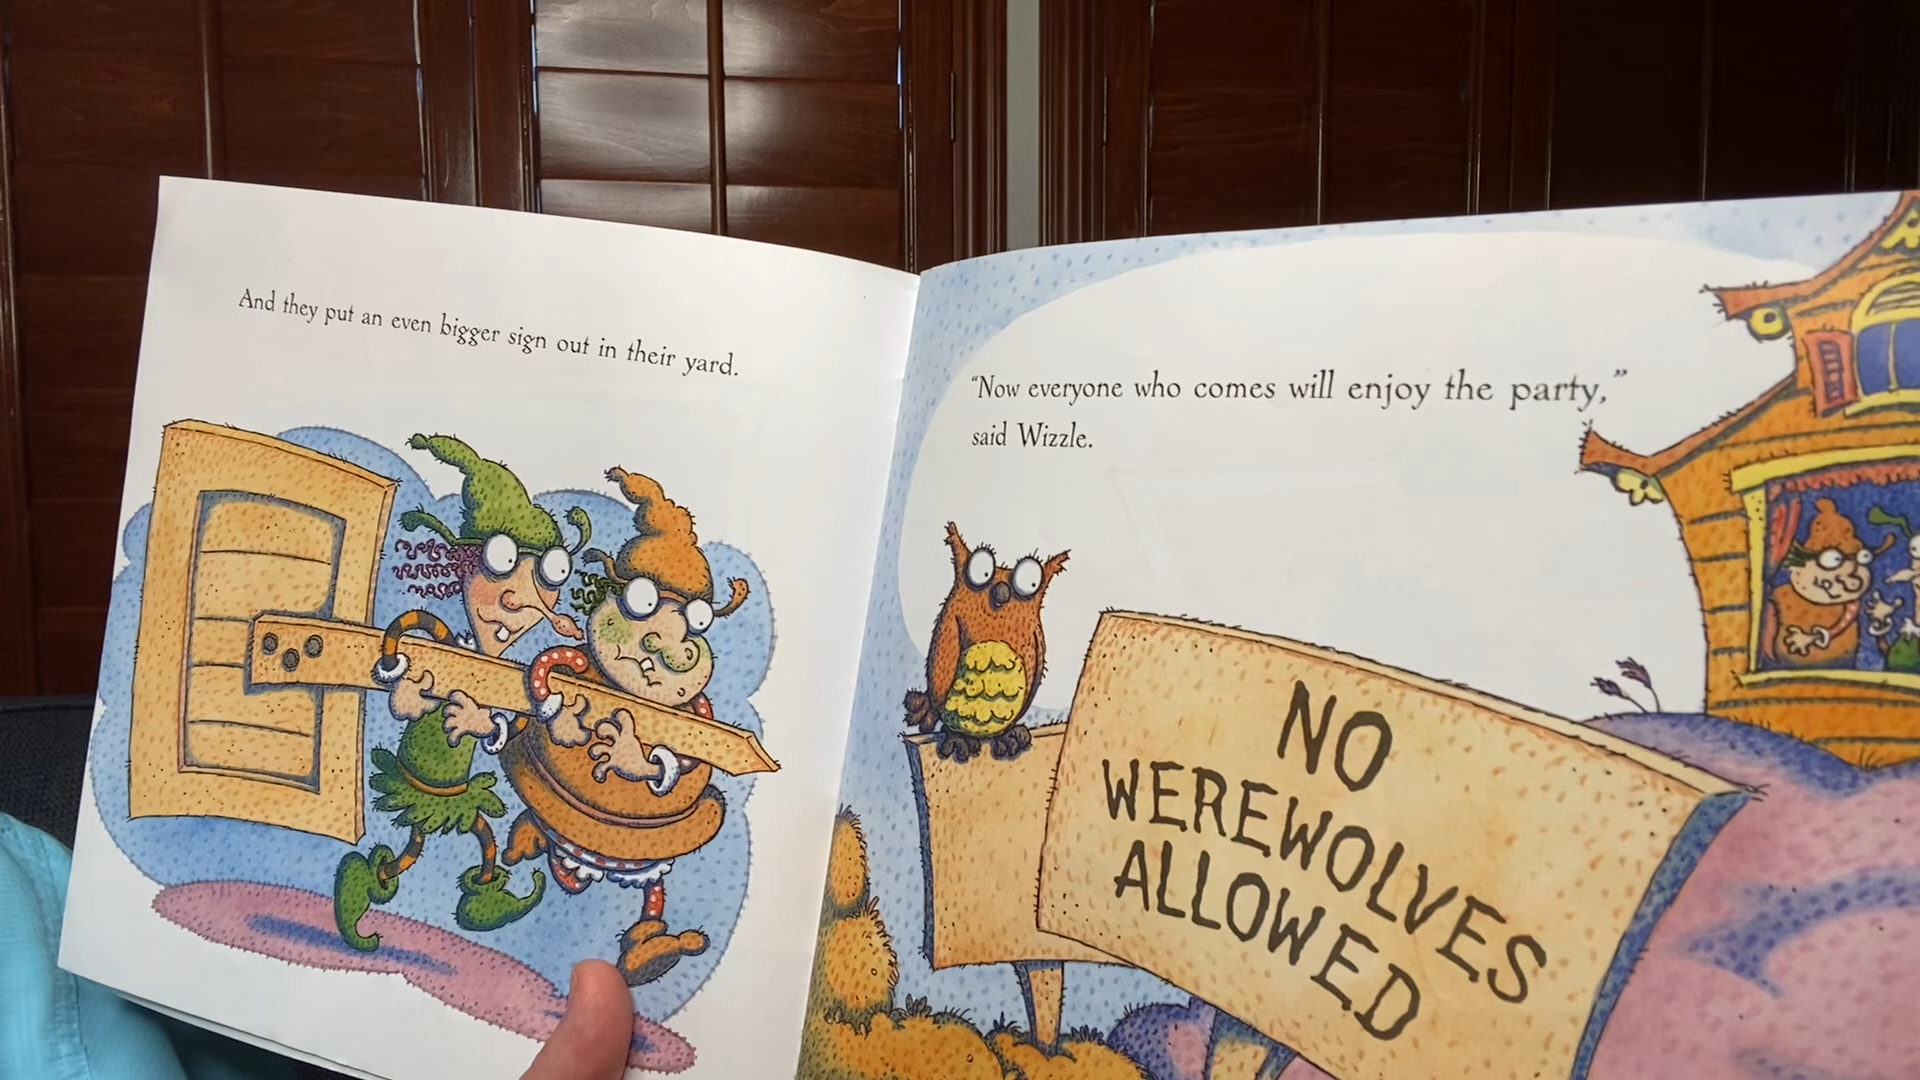 And they put an even bigger sign out in their yard.
“Now everyone who comes will enjoy the party,”
said Wizzle.
NO
WEREWOLVES
ALLOWED